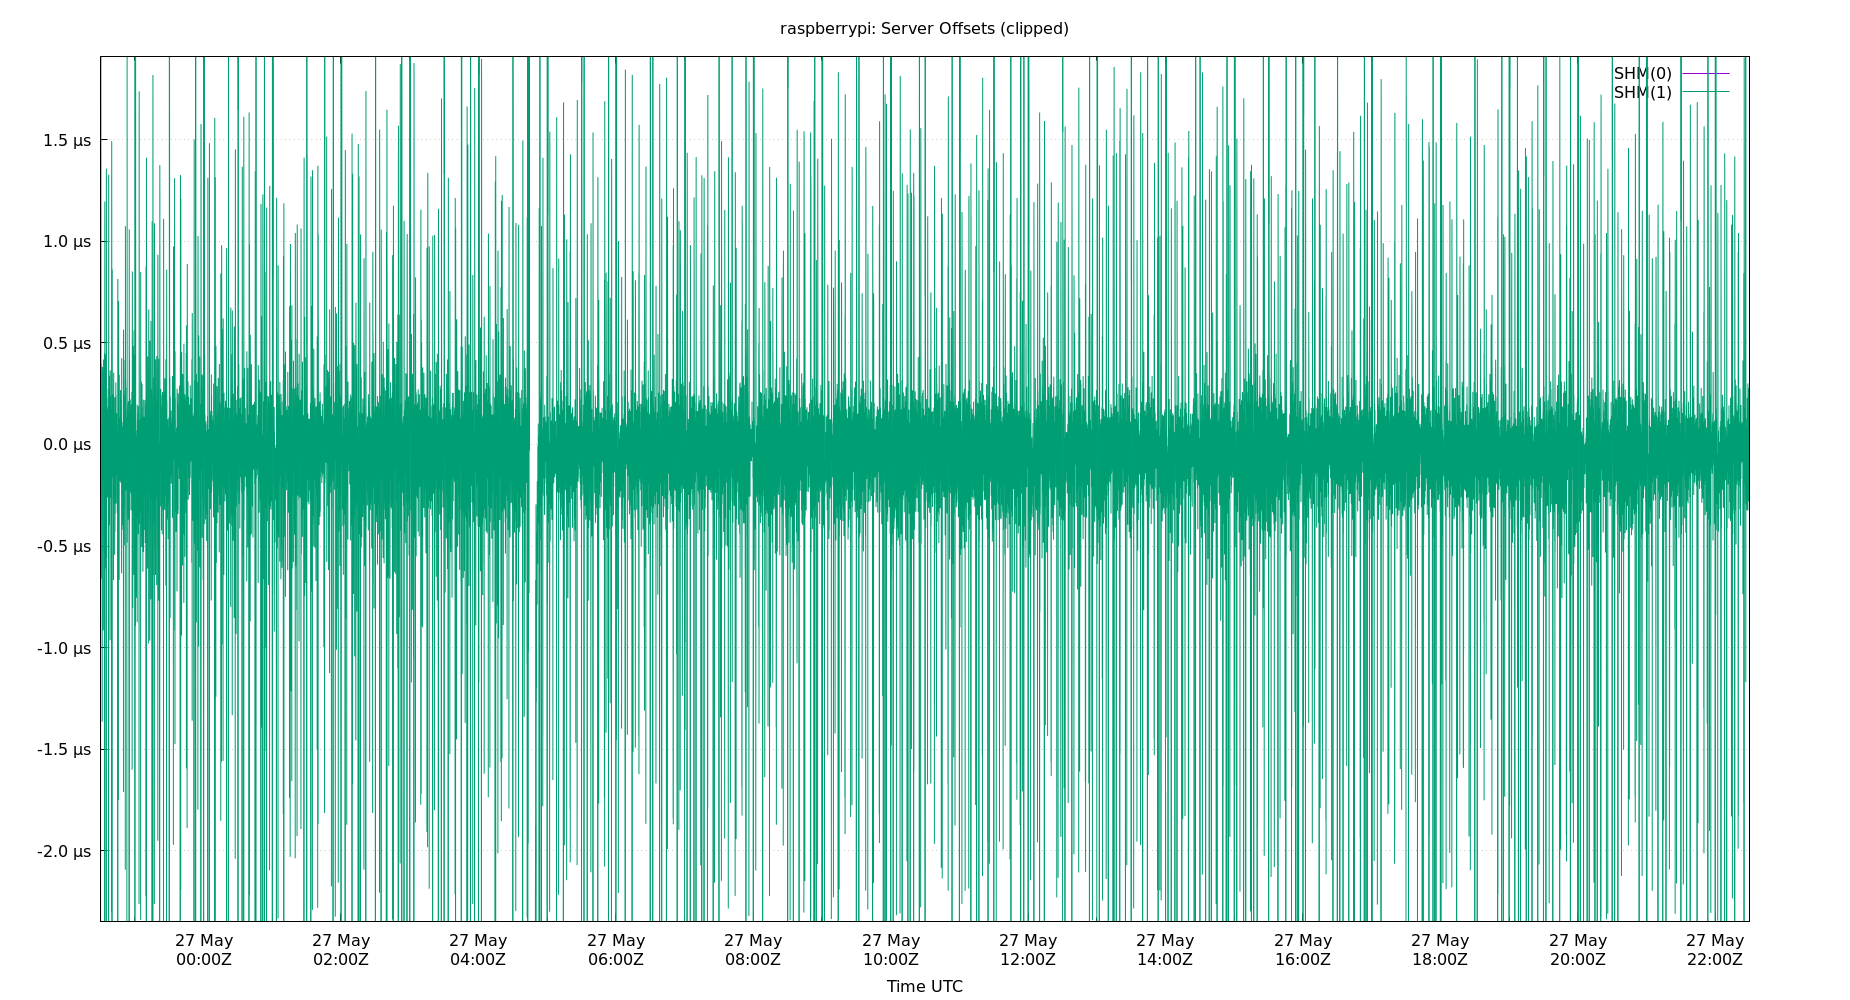 raspberrypi: Server Offsets (clipped)
SHM(0)
SHM(1)
1.5 µs
1.0 µs
0.5 µs
0.0 µs
-0.5 µs
-1.0 µs
-1.5 µs
-2.0 µs
27 May 27 May 27 May 27 May 27 May 27 May 27 May 27 May 27 May 27 May 27 May 27 May
00:00Z 02:00Z 04:00Z 06:00Z 08:00Z 10:00Z 12:00Z 14:00Z 16:00Z 18:00Z 20:00Z 22:00Z
Time UTC